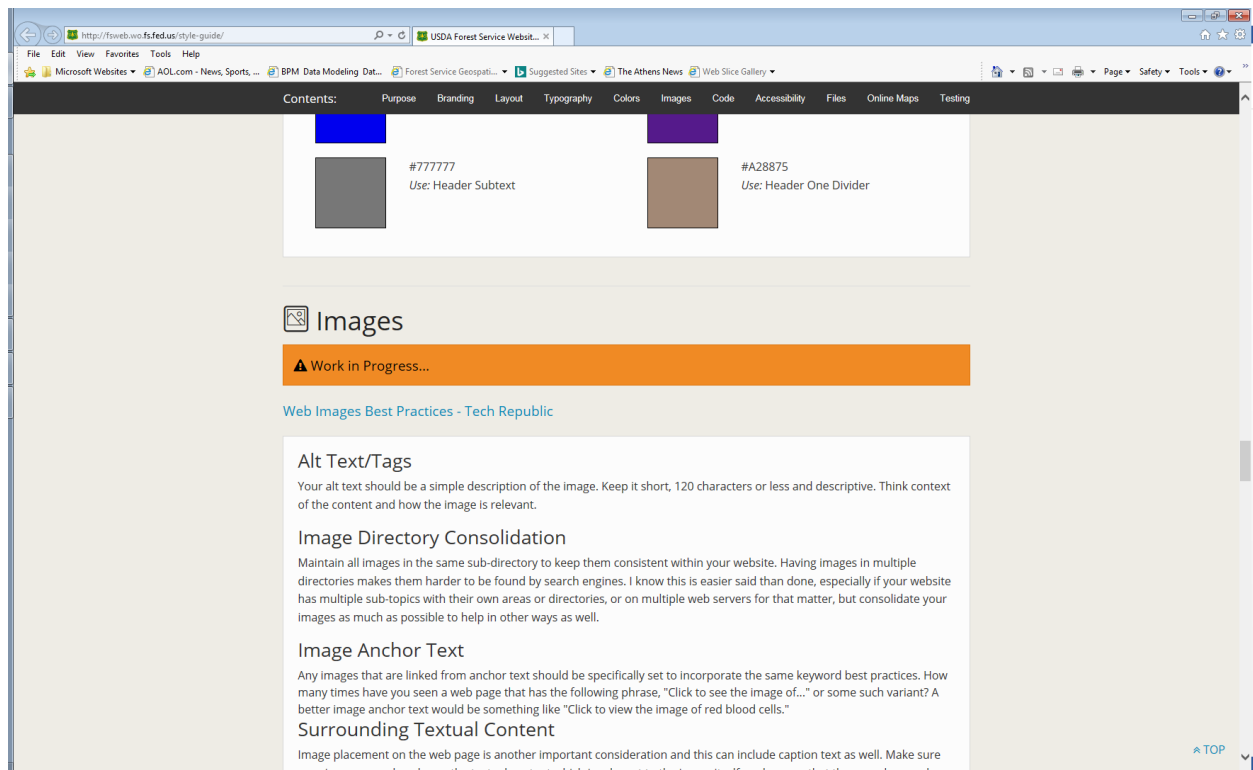 http://fsweb.wo.fs.fed.us/style-guide/
USDA Forest Service Websit...
File Edit View Favorites Tools Help
Microsoft Websites AOL.com - News, Sports, ... BPM Data Modeling Dat... Forest Service Geospati... Suggested Sites The Athens News Web Slice Gallery Page Safety Tools
Contents: Purpose Branding Layout Typography Colors Images Code Accessibility Files Online Maps Testing
#777777
Use: Header Subtext
#A28875
Use: Header One Divider
Images
Work in Progress...
Web Images Best Practices - Tech Republic
Alt Text/Tags
Your alt text should be a simple description of the image. Keep it short, 120 characters or less and descriptive. Think context
of the content and how the image is relevant.
Image Directory Consolidation
Maintain all images in the same sub-directory to keep them consistent within your website. Having images in multiple
directories makes them harder to be found by search engines. I know this is easier said than done, especially if your website
has multiple sub-topics with their own areas or directories, or on multiple web servers for that matter, but consolidate your
images as much as possible to help in other ways as well.
Image Anchor Text
Any images that are linked from anchor text should be specifically set to incorporate the same keyword best practices. How
many times have you seen a web page that has the following phrase, "Click to see the image of..." or some such variant? A
better image anchor text would be something like "Click to view the image of red blood cells."
Surrounding Textual Content
Image placement on the web page is another important consideration and this can include caption text as well. Make sure
TOP